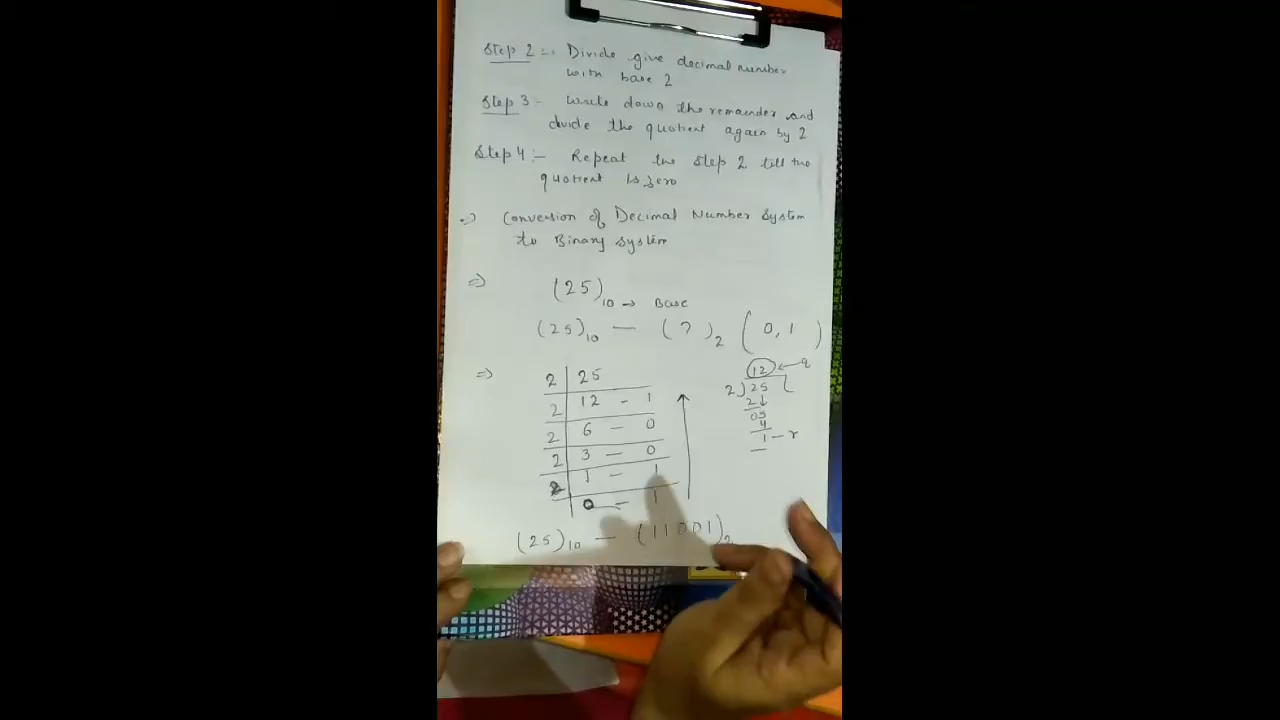 Step 2 :- Divide give decimal number
with base 2
Step 3 :- Write down the remainder and
divide the quotient again by 2
Step 4 :- Repeat the step 2 till the
quotient is zero
=> Conversion of Decimal Number System
to Binary System
=> (25)10 → Base
(25)10 — (?)2 (0,1)
=> 2 | 25
2 | 12 - 1
2 | 6 - 0
2 | 3 - 0
2 | 1 - 1
0 - 1
12 ← q
2 ) 25 (
2↓
05
4
1 - r
(25)10 — (11001)2